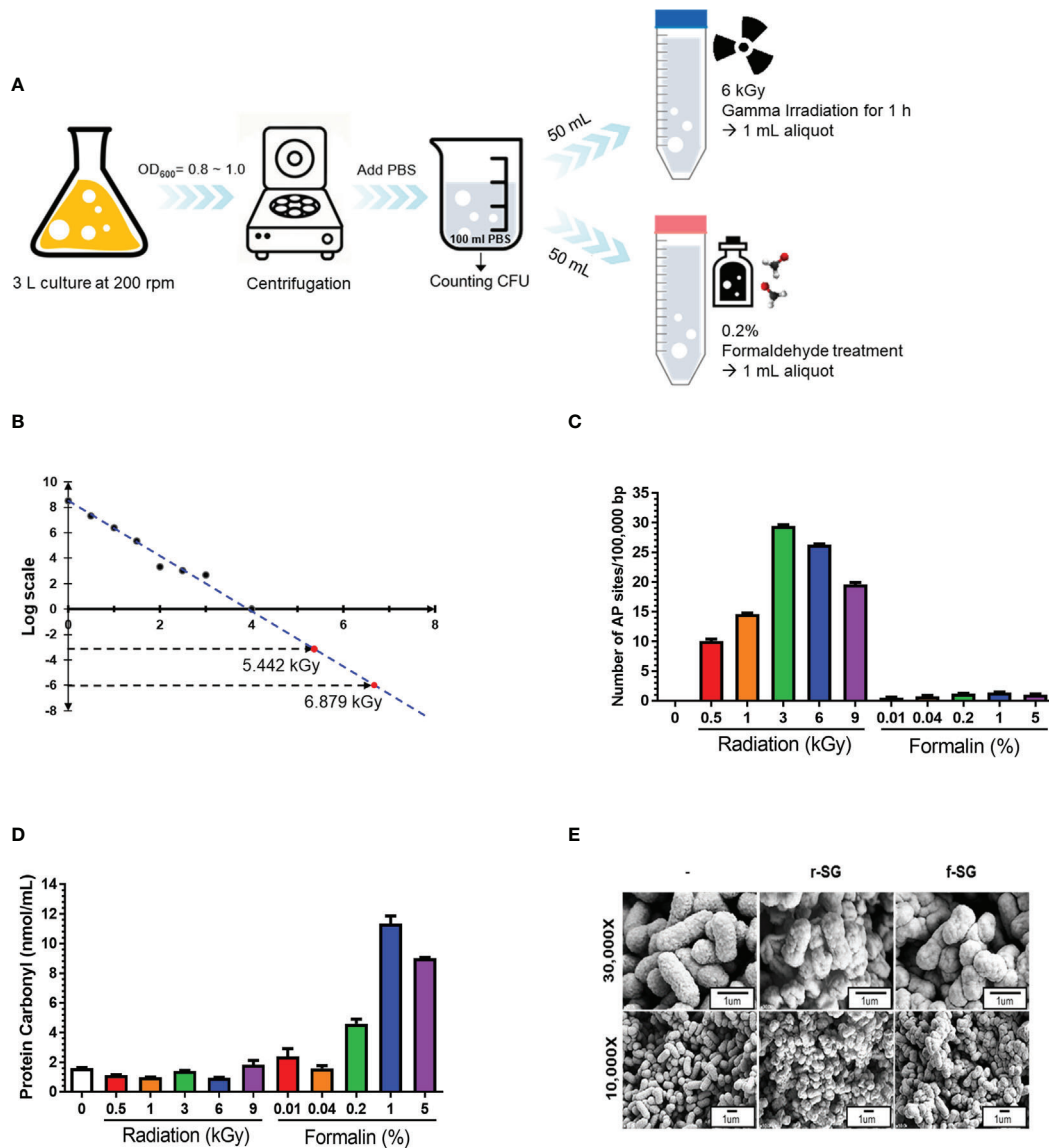 A
OD600= 0.8 ~ 1.0
Add PBS
50 mL
50 mL
100 ml PBS
3 L culture at 200 rpm
Centrifugation
Counting CFU
6 kGy
Gamma Irradiation for 1 h
→ 1 mL aliquot
0.2%
Formaldehyde treatment
→ 1 mL aliquot
B
Log scale
10
8
6
4
2
0
-2
-4
-6
-8
0
2
4
6
8
5.442 kGy
6.879 kGy
C
Number of AP sites/100,000 bp
35
30
25
20
15
10
5
0
0 0.5 1 3 6 9 0.01 0.04 0.2 1 5
Radiation (kGy) Formalin (%)
D
Protein Carbonyl (nmol/mL)
14
12
10
8
6
4
2
0
0 0.5 1 3 6 9 0.01 0.04 0.2 1 5
Radiation (kGy) Formalin (%)
E
- r-SG f-SG
30,000X
1um 1um 1um
10,000X
1um 1um 1um